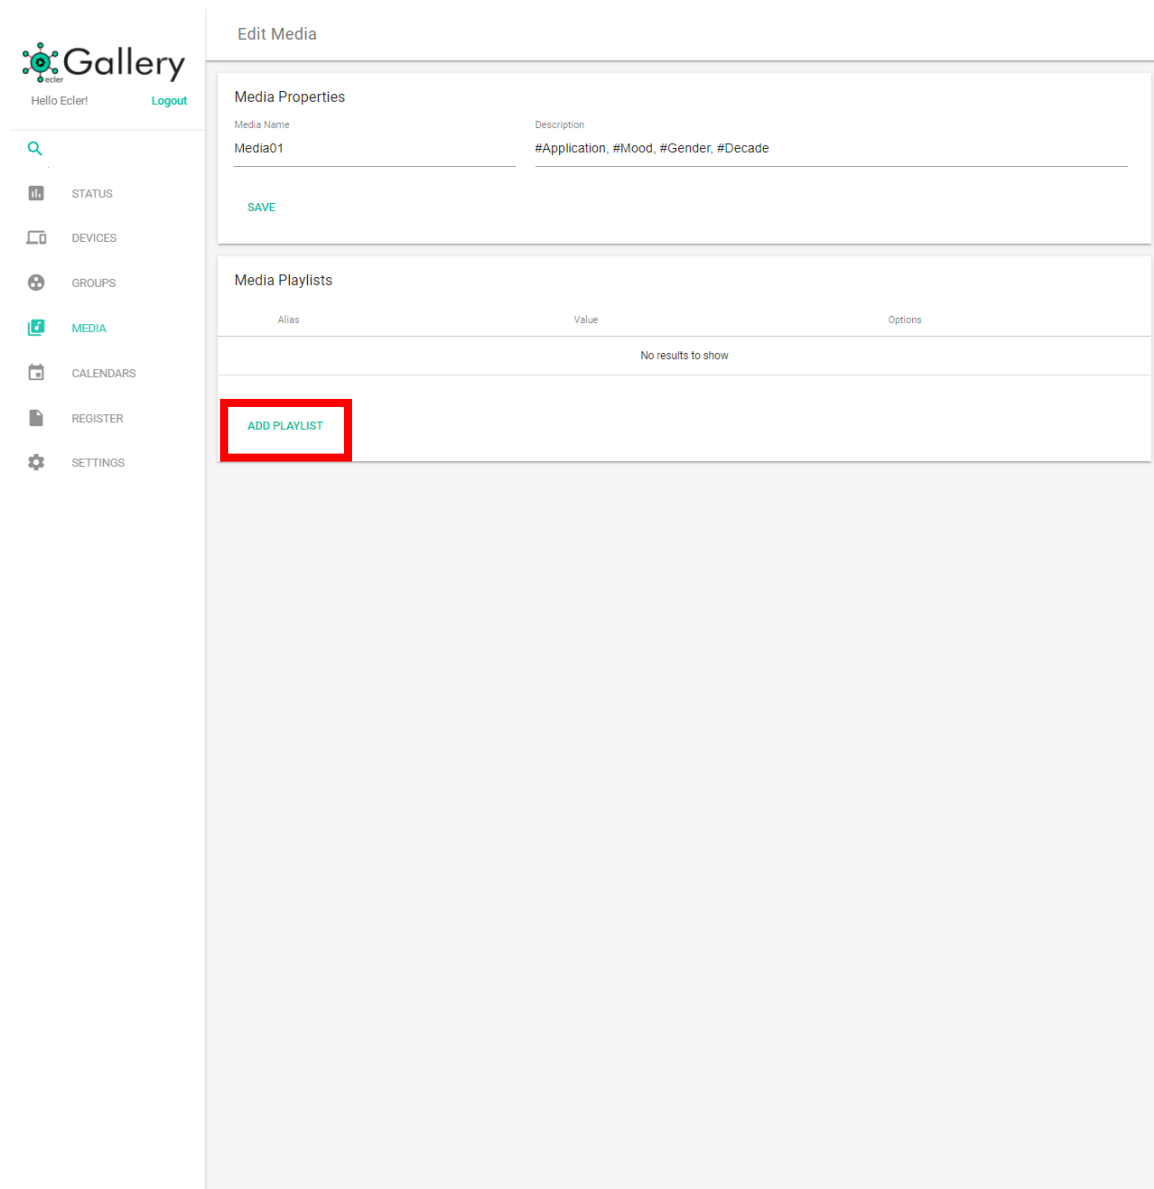 Edit Media
Gallery
ecler
Hello Ecler! Logout
STATUS
DEVICES
GROUPS
MEDIA
CALENDARS
REGISTER
SETTINGS
Media Properties
Media Name Description
Media01 #Application, #Mood, #Gender, #Decade
SAVE
Media Playlists
Alias Value Options
No results to show
ADD PLAYLIST